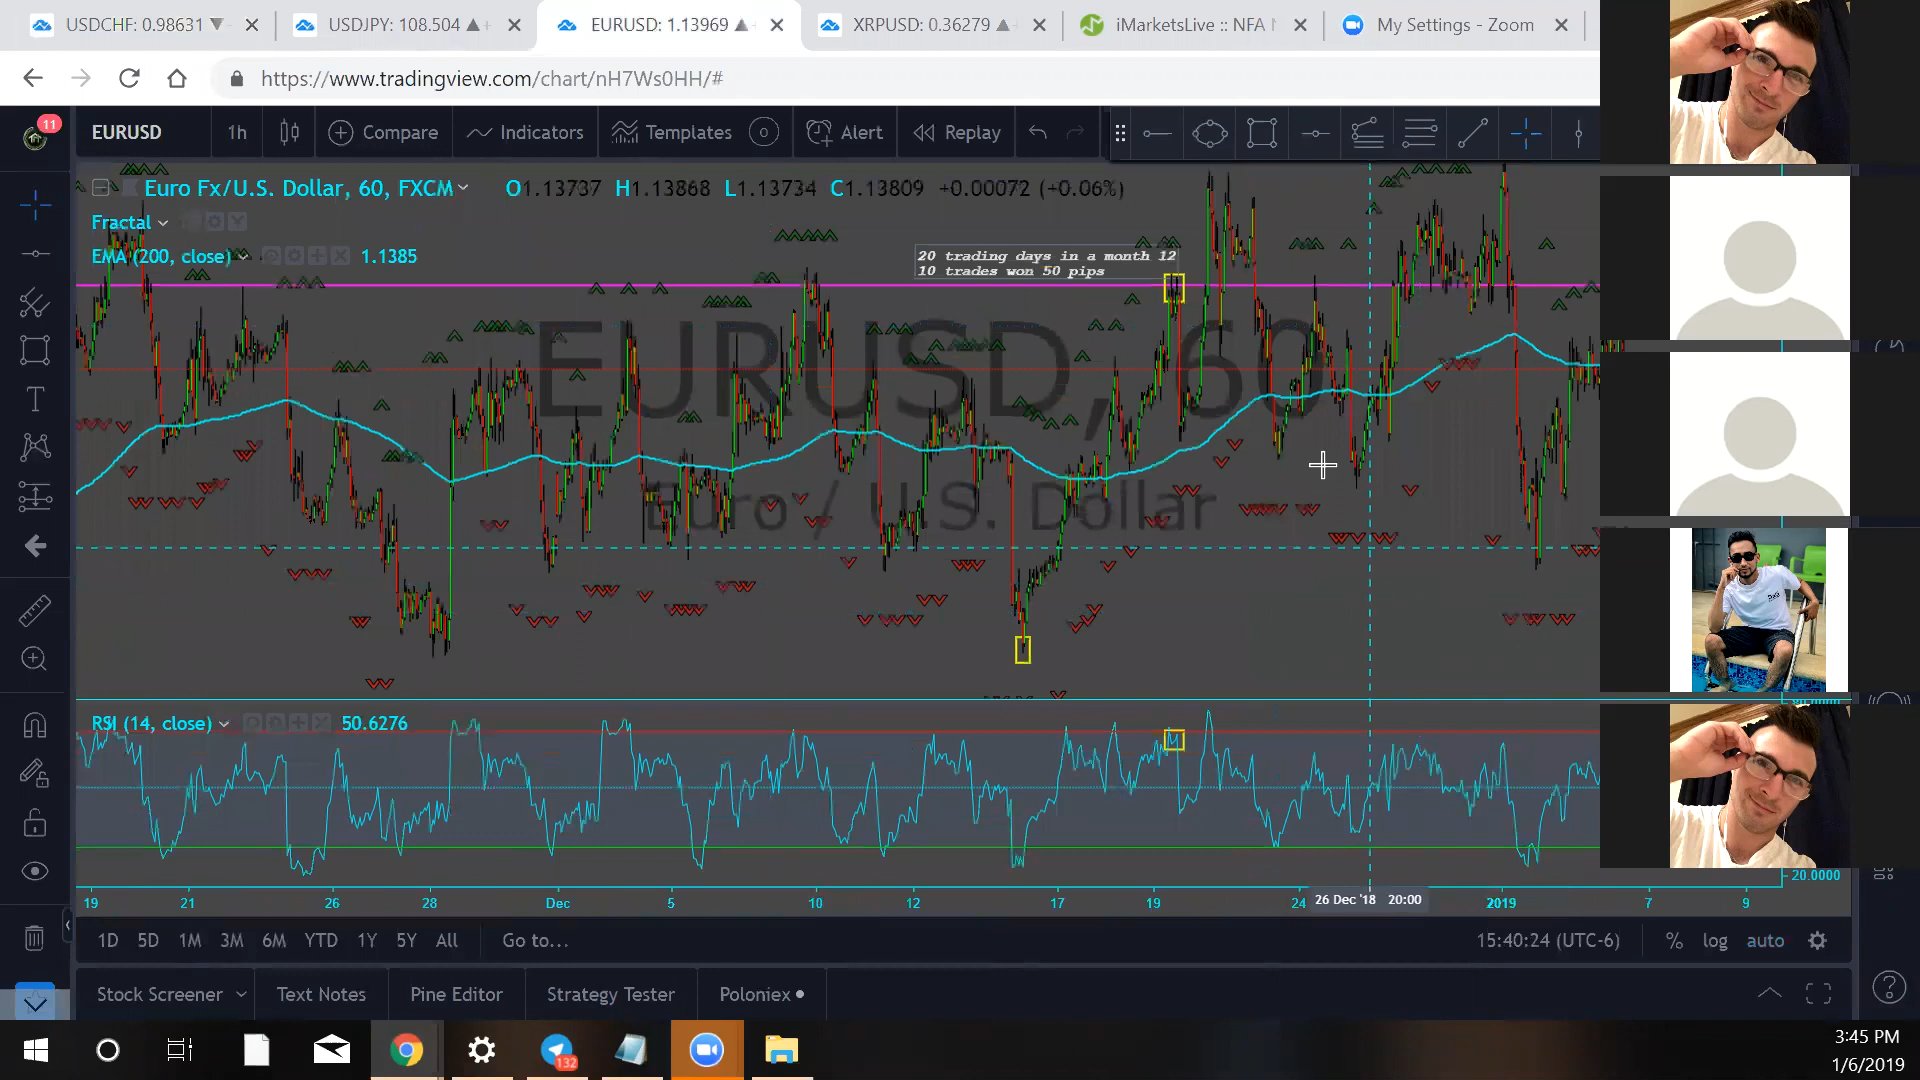 USDCHF: 0.98631 ▼
USDJPY: 108.504 ▲
EURUSD: 1.13969 ▲
XRPUSD: 0.36279 ▲
iMarketsLive :: NFA
My Settings - Zoom
https://www.tradingview.com/chart/nH7Ws0HH/#
11
EURUSD
1h
Compare
Indicators
Templates
Alert
Replay
Euro Fx/U.S. Dollar, 60, FXCM
O1.13737 H1.13868 L1.13734 C1.13809 +0.00072 (+0.06%)
Fractal
EMA (200, close) 1.1385
20 trading days in a month 12
10 trades won 50 pips
EURUSD, 60
Euro / U.S. Dollar
RSI (14, close) 50.6276
20.0000
19 21 26 28 Dec 5 10 12 17 19 24 26 Dec '18 20:00 2019 7 9
1D 5D 1M 3M 6M YTD 1Y 5Y All Go to...
15:40:24 (UTC-6) % log auto
Stock Screener
Text Notes
Pine Editor
Strategy Tester
Poloniex
132
3:45 PM
1/6/2019